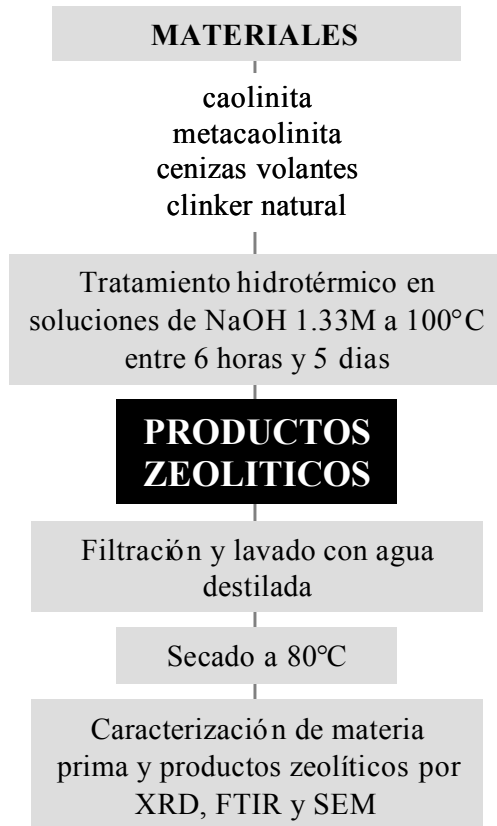 MATERIALES
caolinita
metacaolinita
cenizas volantes
clinker natural
Tratamiento hidrotérmico en
soluciones de NaOH 1.33M a 100°C
entre 6 horas y 5 dias
PRODUCTOS
ZEOLITICOS
Filtración y lavado con agua
destilada
Secado a 80°C
Caracterización de materia
prima y productos zeolíticos por
XRD, FTIR y SEM